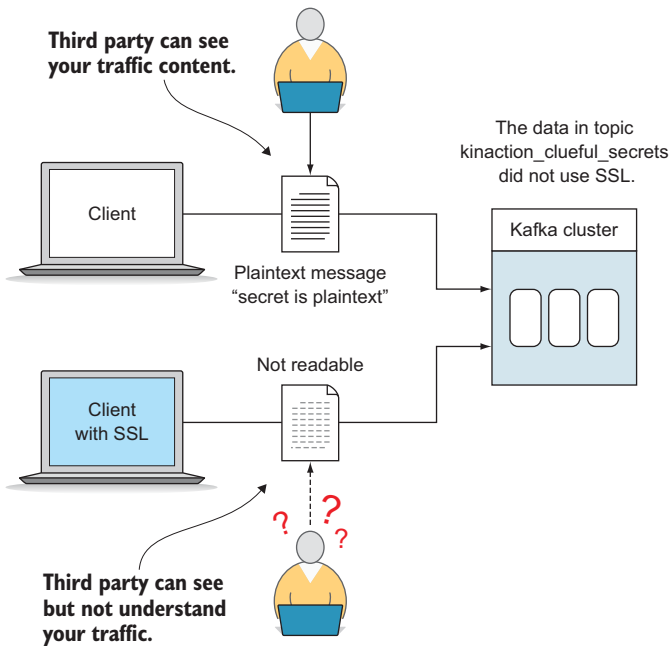 Third party can see
your traffic content.
The data in topic
kinaction_clueful_secrets
did not use SSL.
Client
Kafka cluster
Plaintext message
“secret is plaintext”
Not readable
Client
with SSL
? ? ?
Third party can see
but not understand
your traffic.